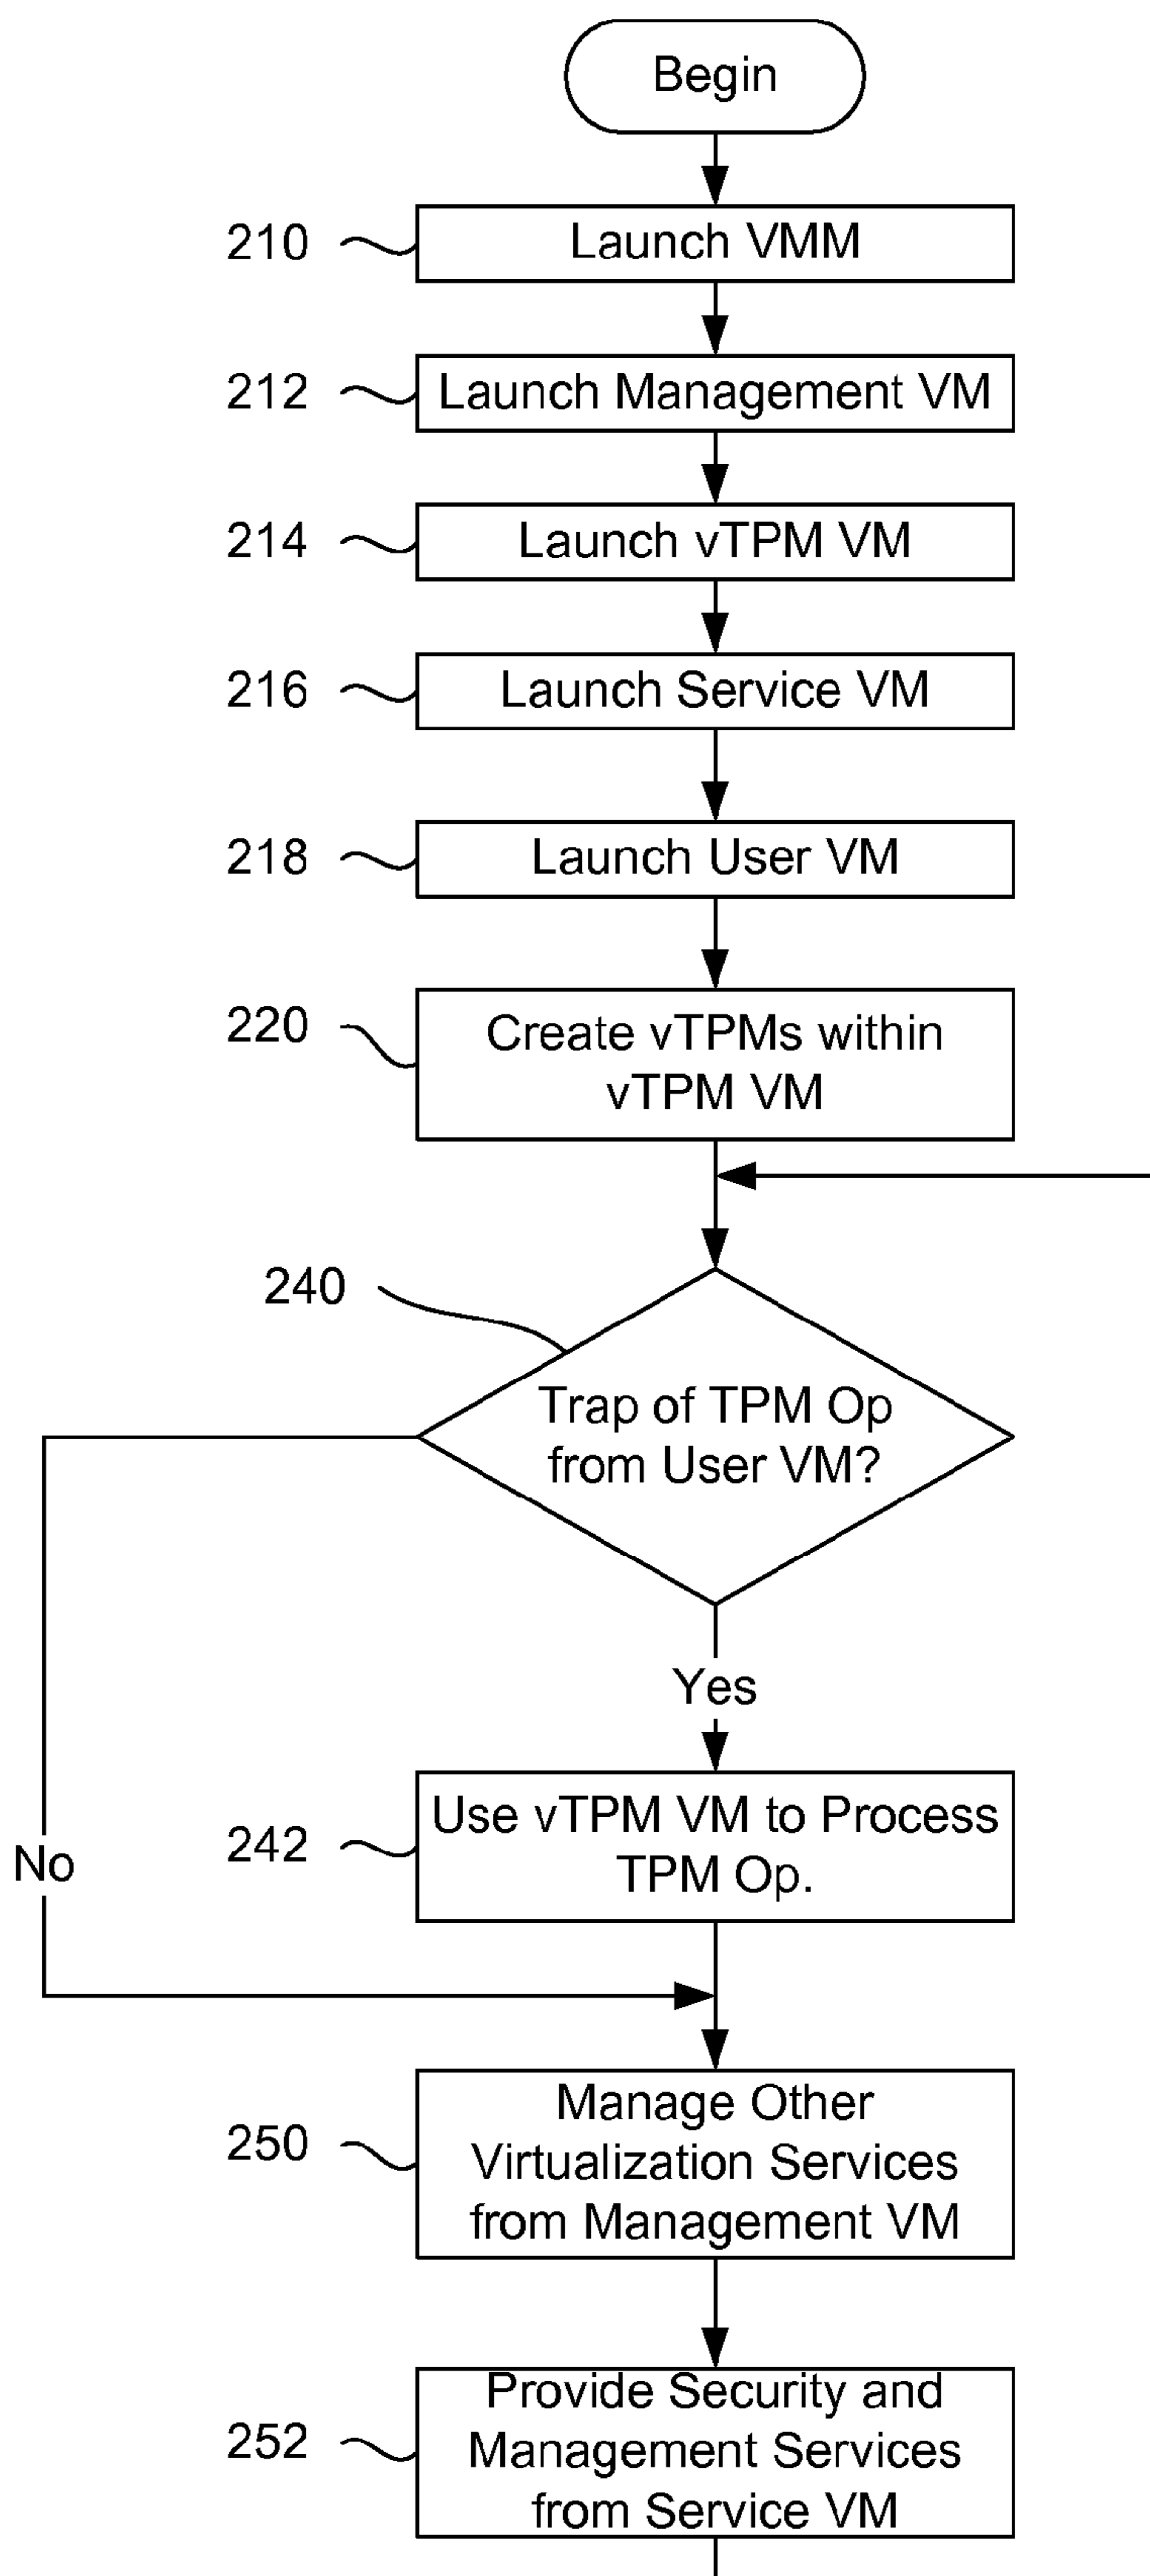 Begin
210
Launch VMM
212
Launch Management VM
214
Launch vTPM VM
216
Launch Service VM
218
Launch User VM
220
Create vTPMs within
vTPM VM
240
Trap of TPM Op
from User VM?
Yes
242
Use vTPM VM to Process
TPM Op.
No
250
Manage Other
Virtualization Services
from Management VM
252
Provide Security and
Management Services
from Service VM